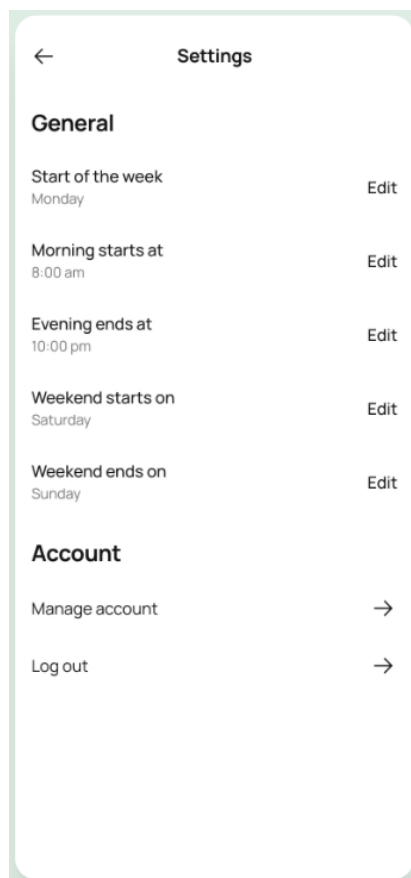 Settings
General
Start of the week
Monday
Edit
Morning starts at
8:00 am
Edit
Evening ends at
10:00 pm
Edit
Weekend starts on
Saturday
Edit
Weekend ends on
Sunday
Edit
Account
Manage account
Log out